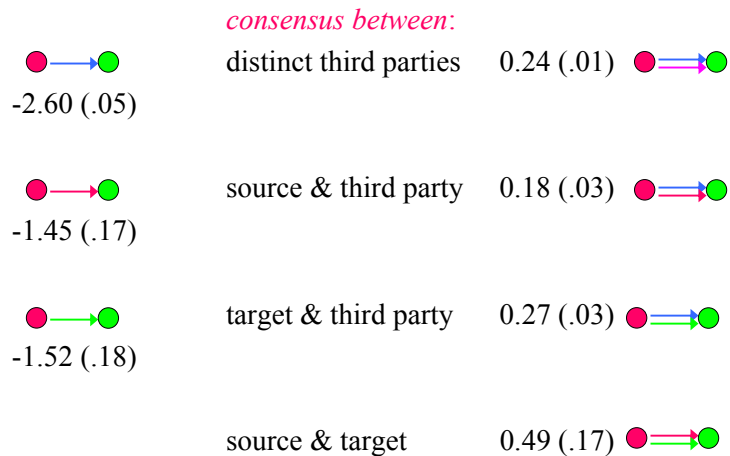 consensus between:
distinct third parties 0.24 (.01)
-2.60 (.05)
source & third party 0.18 (.03)
-1.45 (.17)
target & third party 0.27 (.03)
-1.52 (.18)
source & target 0.49 (.17)